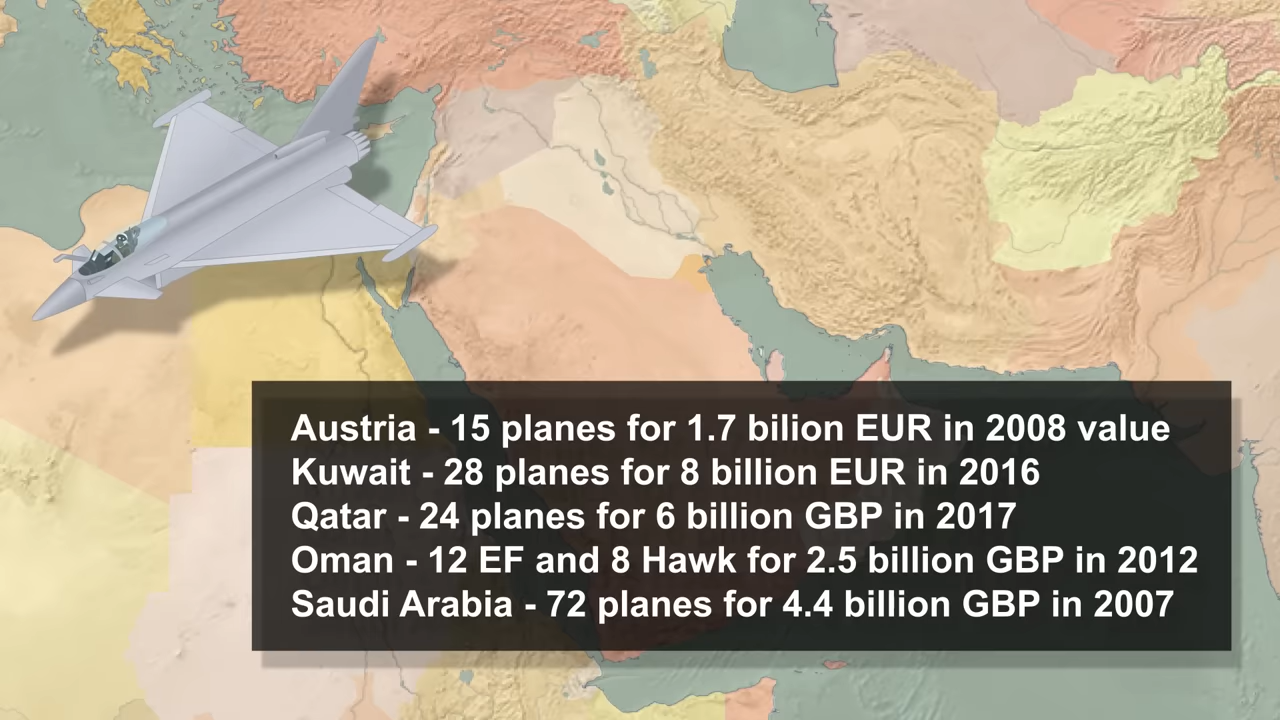 Austria - 15 planes for 1.7 bilion EUR in 2008 value
Kuwait - 28 planes for 8 billion EUR in 2016
Qatar - 24 planes for 6 billion GBP in 2017
Oman - 12 EF and 8 Hawk for 2.5 billion GBP in 2012
Saudi Arabia - 72 planes for 4.4 billion GBP in 2007